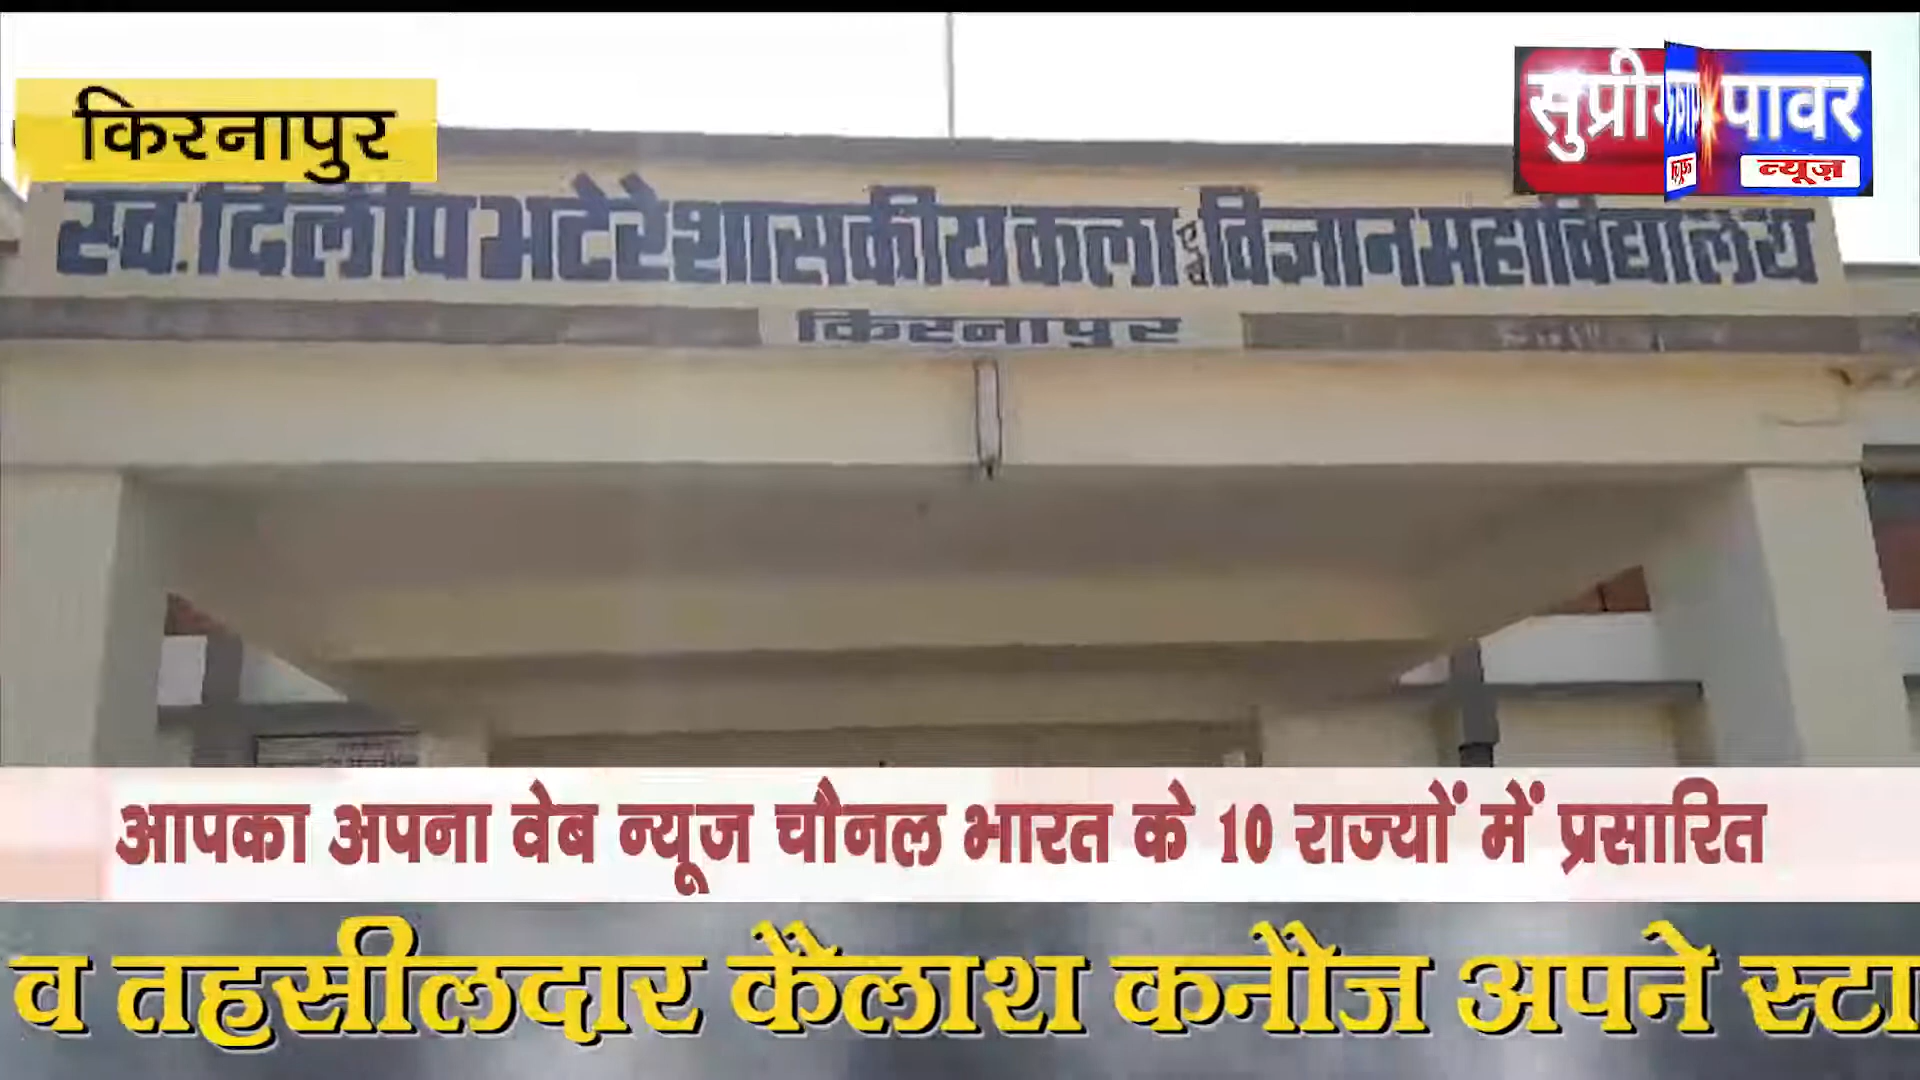 किरनापुर
सुप्री
पावर
न्यूज़
स्व. दिलीप भटेरे शासकीय कला एवं विज्ञान महाविद्यालय
किरनापुर
आपका अपना वेब न्यूज चौनल भारत के 10 राज्यों में प्रसारित
व तहसीलदार कैलाश कनौज अपने स्टा